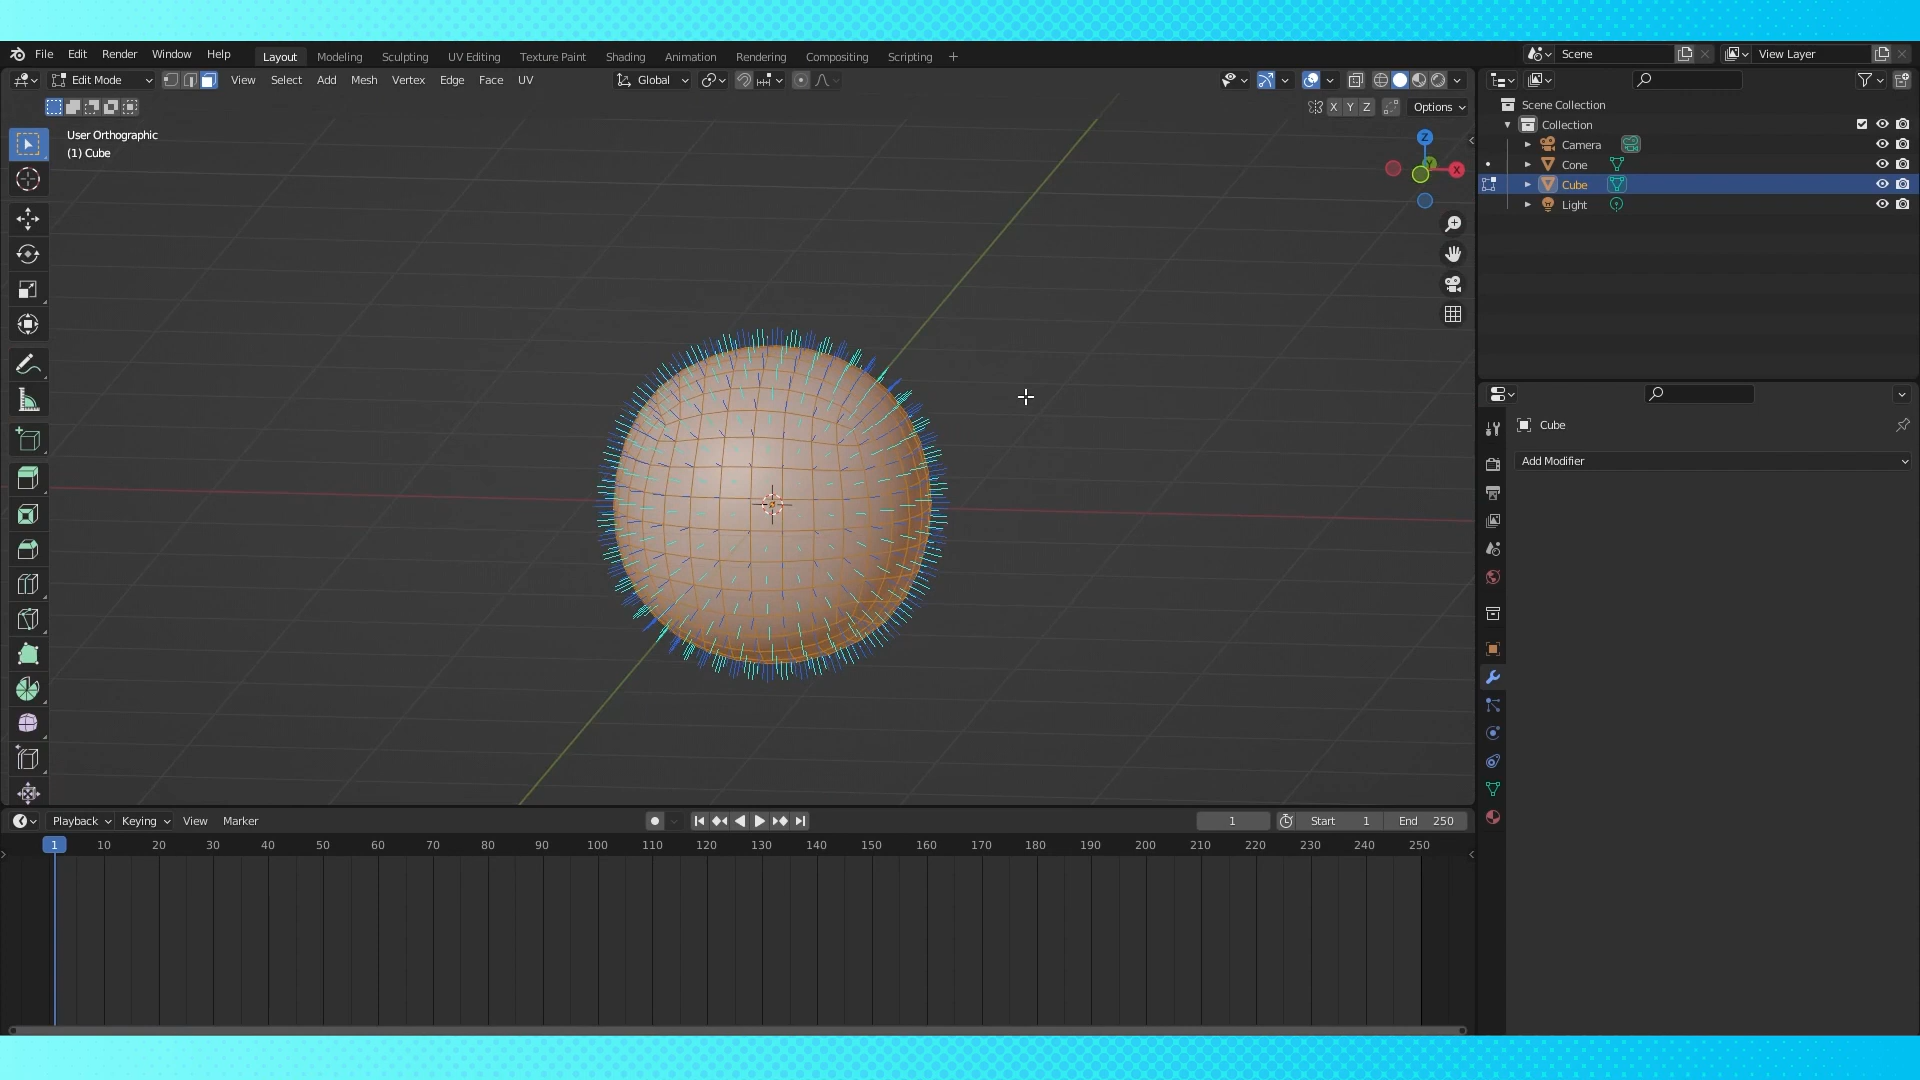 File Edit Render Window Help Layout Modeling Sculpting UV Editing Texture Paint Shading Animation Rendering Compositing Scripting + Scene View Layer
Edit Mode View Select Add Mesh Vertex Edge Face UV Global
X Y Z Options
User Orthographic
(1) Cube
Z
Y
X
Scene Collection
Collection
Camera
Cone
Cube
Light
Cube
Add Modifier
Playback Keying View Marker 1 Start 1 End 250
1 10 20 30 40 50 60 70 80 90 100 110 120 130 140 150 160 170 180 190 200 210 220 230 240 250